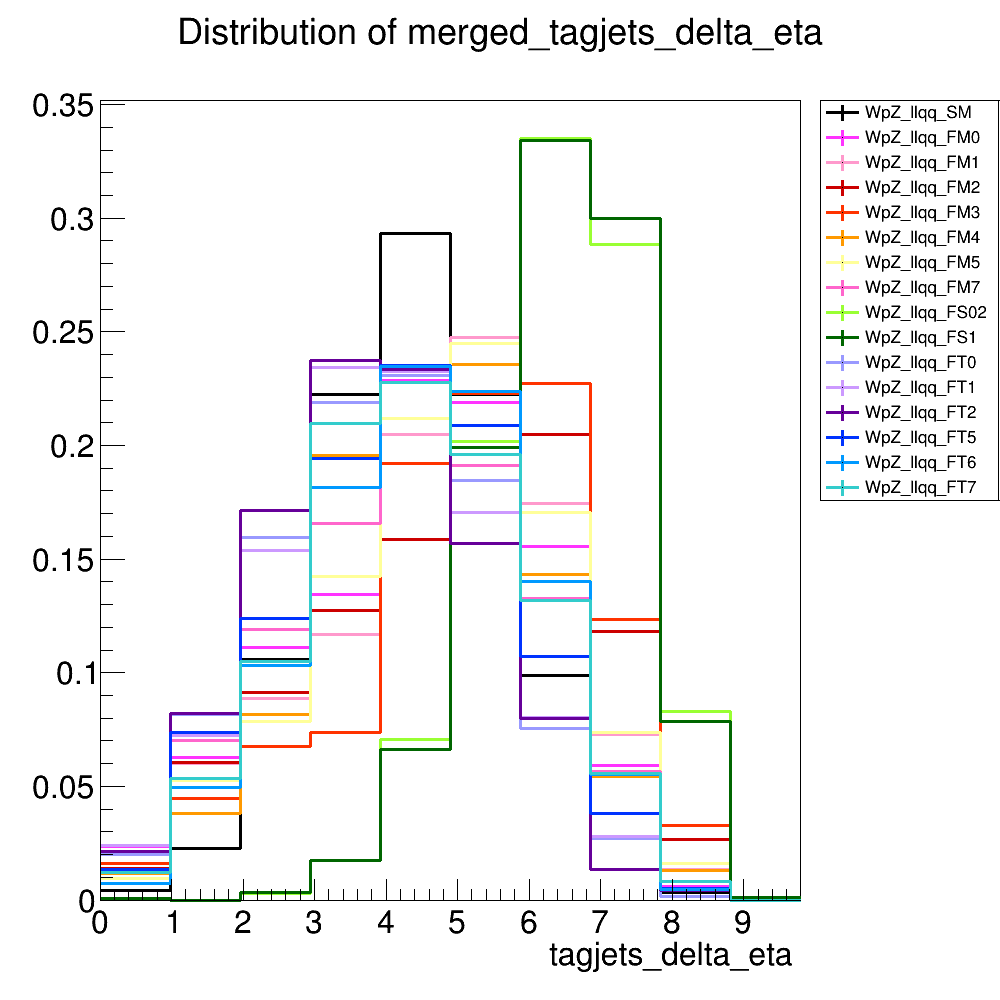 Distribution of merged_tagjets_delta_eta
0.35
0.3
0.25
0.2
0.15
0.1
0.05
0
0 1 2 3 4 5 6 7 8 9
tagjets_delta_eta
WpZ_llqq_SM
WpZ_llqq_FM0
WpZ_llqq_FM1
WpZ_llqq_FM2
WpZ_llqq_FM3
WpZ_llqq_FM4
WpZ_llqq_FM5
WpZ_llqq_FM7
WpZ_llqq_FS02
WpZ_llqq_FS1
WpZ_llqq_FT0
WpZ_llqq_FT1
WpZ_llqq_FT2
WpZ_llqq_FT5
WpZ_llqq_FT6
WpZ_llqq_FT7